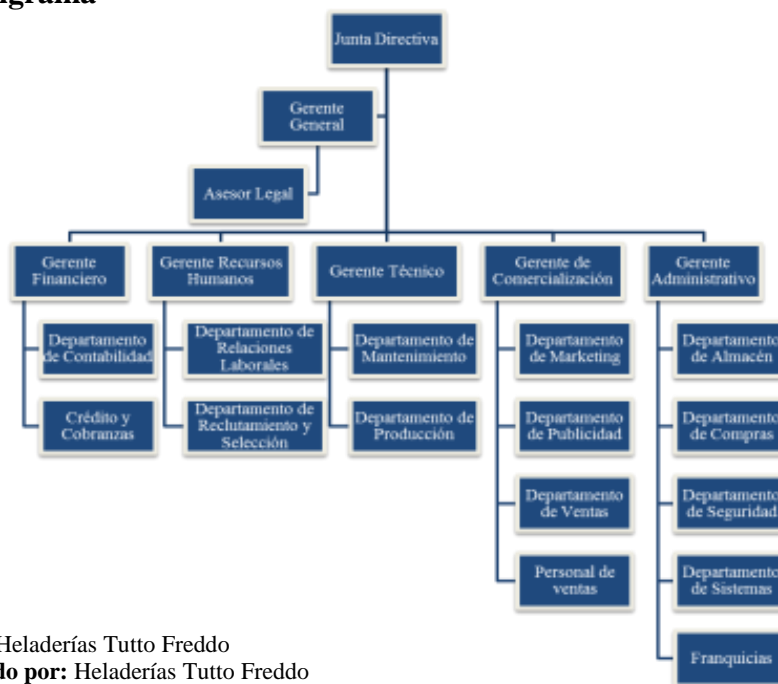 Junta Directiva
Gerente
General
Asesor Legal
Gerente
Financiero
Departamento
de Contabilidad
Crédito y
Cobranzas
Gerente Recursos
Humanos
Departamento de
Relaciones
Laborales
Departamento de
Reclutamiento y
Selección
Gerente Técnico
Departamento de
Mantenimiento
Departamento de
Producción
Gerente de
Comercialización
Departamento
de Marketing
Departamento
de Publicidad
Departamento
de Ventas
Personal de
ventas
Gerente
Administrativo
Departamento
de Almacén
Departamento
de Compras
Departamento
de Seguridad
Departamento
de Sistemas
Franquicias
Heladerías Tutto Freddo
do por: Heladerías Tutto Freddo